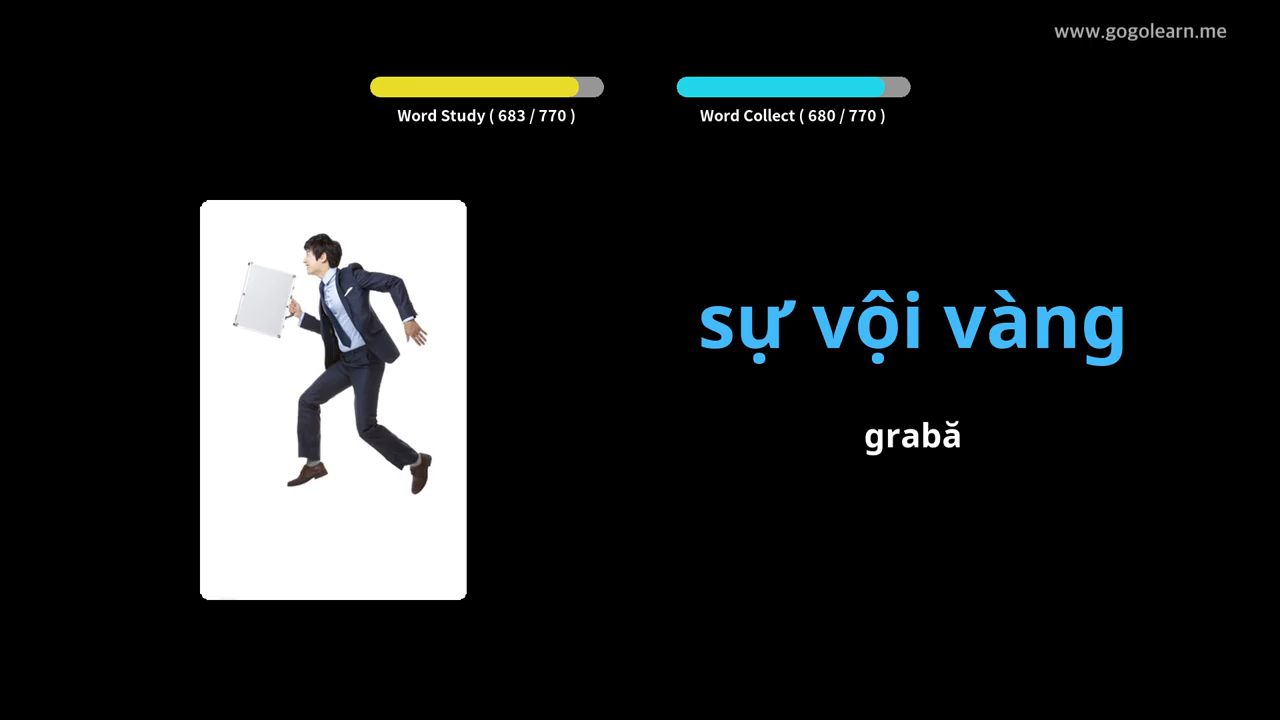 www.gogolearn.me
Word Study ( 683 / 770 )
Word Collect ( 680 / 770 )
sự vội vàng
grabă